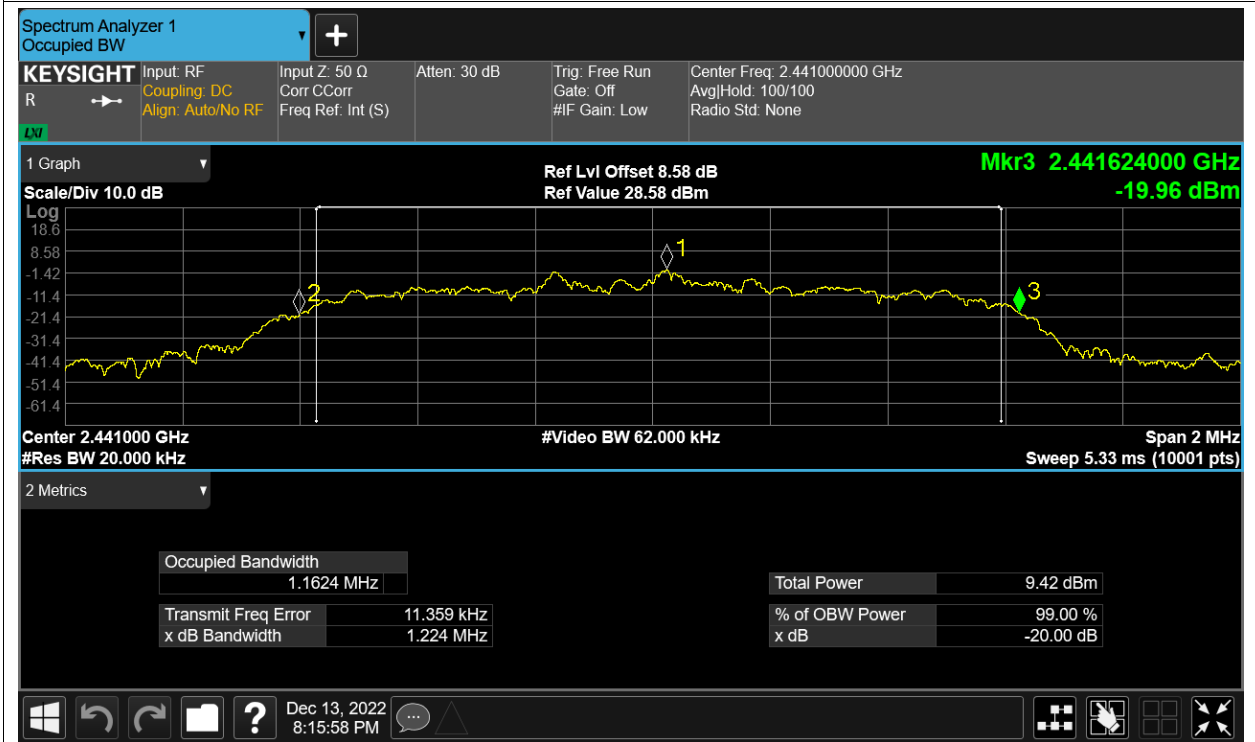 Spectrum Analyzer 1
Occupied BW
KEYSIGHT Input: RF Input Z: 50 Ω Atten: 30 dB Trig: Free Run Center Freq: 2.441000000 GHz
R Coupling: DC Corr CCorr Gate: Off Avg|Hold: 100/100
Align: Auto/No RF Freq Ref: Int (S) #IF Gain: Low Radio Std: None
LXI
1 Graph Ref Lvl Offset 8.58 dB Mkr3 2.441624000 GHz
Scale/Div 10.0 dB Ref Value 28.58 dBm -19.96 dBm
Log
18.6
8.58
-1.42
-11.4
-21.4
-31.4
-41.4
-51.4
-61.4
1
2
3
Center 2.441000 GHz #Video BW 62.000 kHz Span 2 MHz
#Res BW 20.000 kHz Sweep 5.33 ms (10001 pts)
2 Metrics
Occupied Bandwidth
1.1624 MHz Total Power 9.42 dBm
Transmit Freq Error 11.359 kHz % of OBW Power 99.00 %
x dB Bandwidth 1.224 MHz x dB -20.00 dB
? Dec 13, 2022
8:15:58 PM